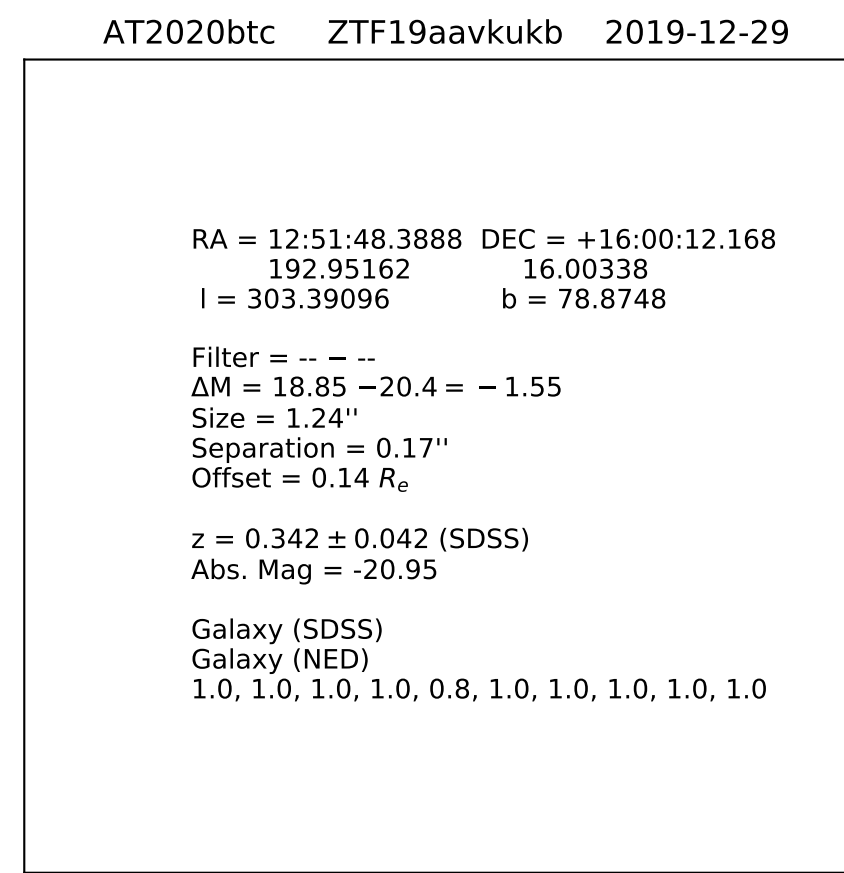 AT2020btc ZTF19aavkukb 2019-12-29
RA = 12:51:48.3888 DEC = +16:00:12.168
192.95162 16.00338
l = 303.39096 b = 78.8748
Filter = -- − --
ΔM = 18.85 −20.4 = − 1.55
Size = 1.24''
Separation = 0.17''
Offset = 0.14 Rₑ
z = 0.342 ± 0.042 (SDSS)
Abs. Mag = -20.95
Galaxy (SDSS)
Galaxy (NED)
1.0, 1.0, 1.0, 1.0, 0.8, 1.0, 1.0, 1.0, 1.0, 1.0